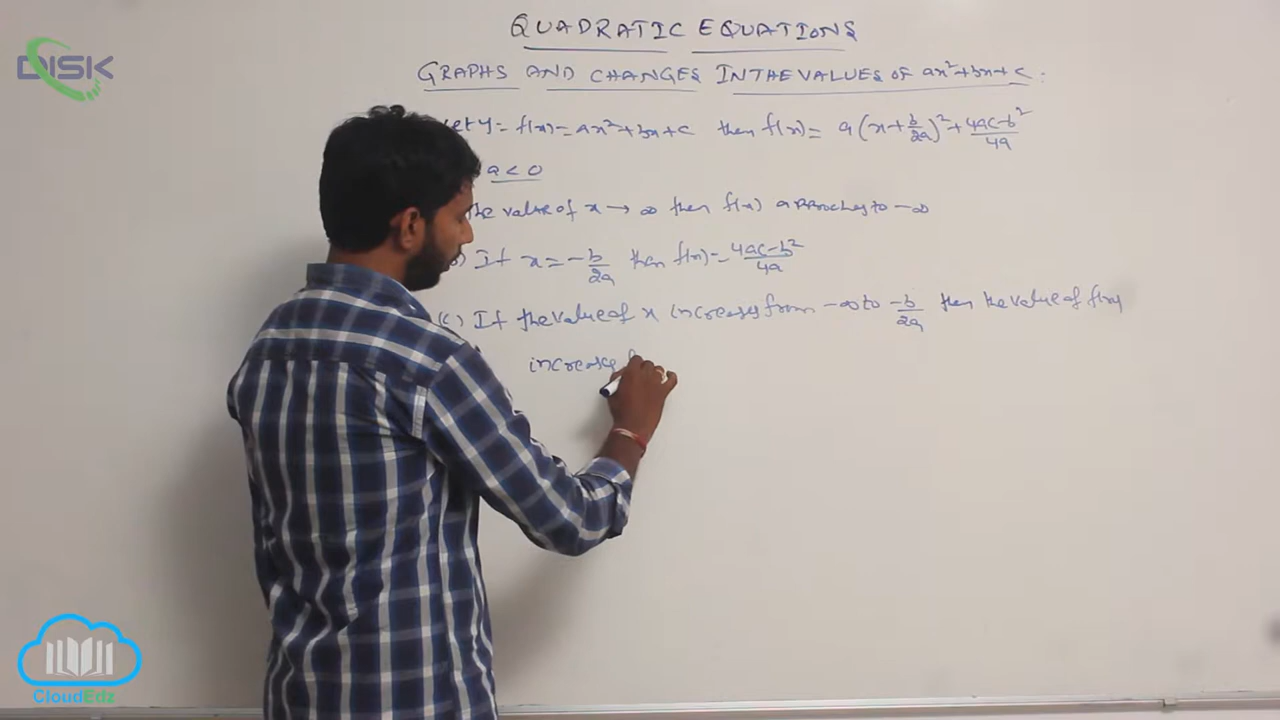 DISK
QUADRATIC EQUATIONS
GRAPHS AND CHANGES IN THE VALUES OF ax²+bx+c :
Let y = f(x) = ax²+bx+c then f(x) = a(x + b/2a)² + 4ac-b²/4a
a < 0
the value of x → ∞ then f(x) approches to -∞
) If x = -b/2a then f(x) = 4ac-b²/4a
(c) If the value of x increases from -∞ to -b/2a then the value of f(x)
increase
CloudEdz